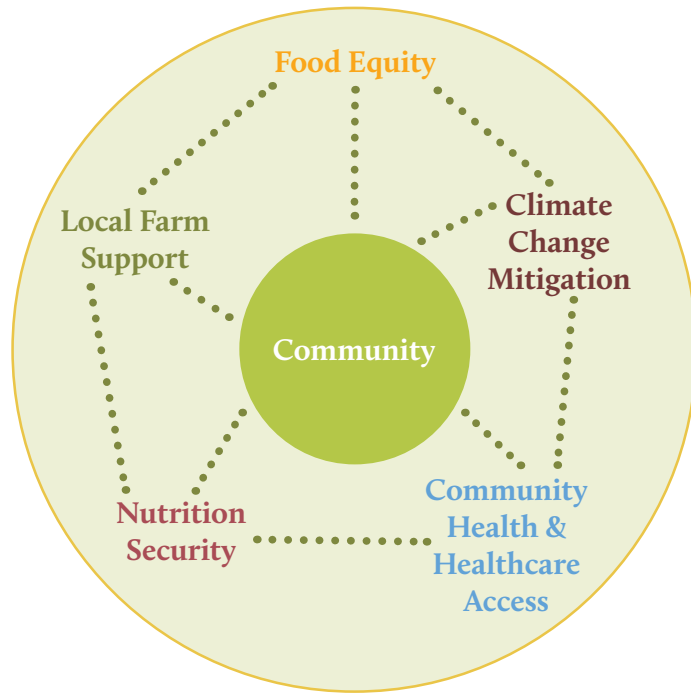 Food Equity
Local Farm
Support
Climate
Change
Mitigation
Community
Nutrition
Security
Community
Health &
Healthcare
Access